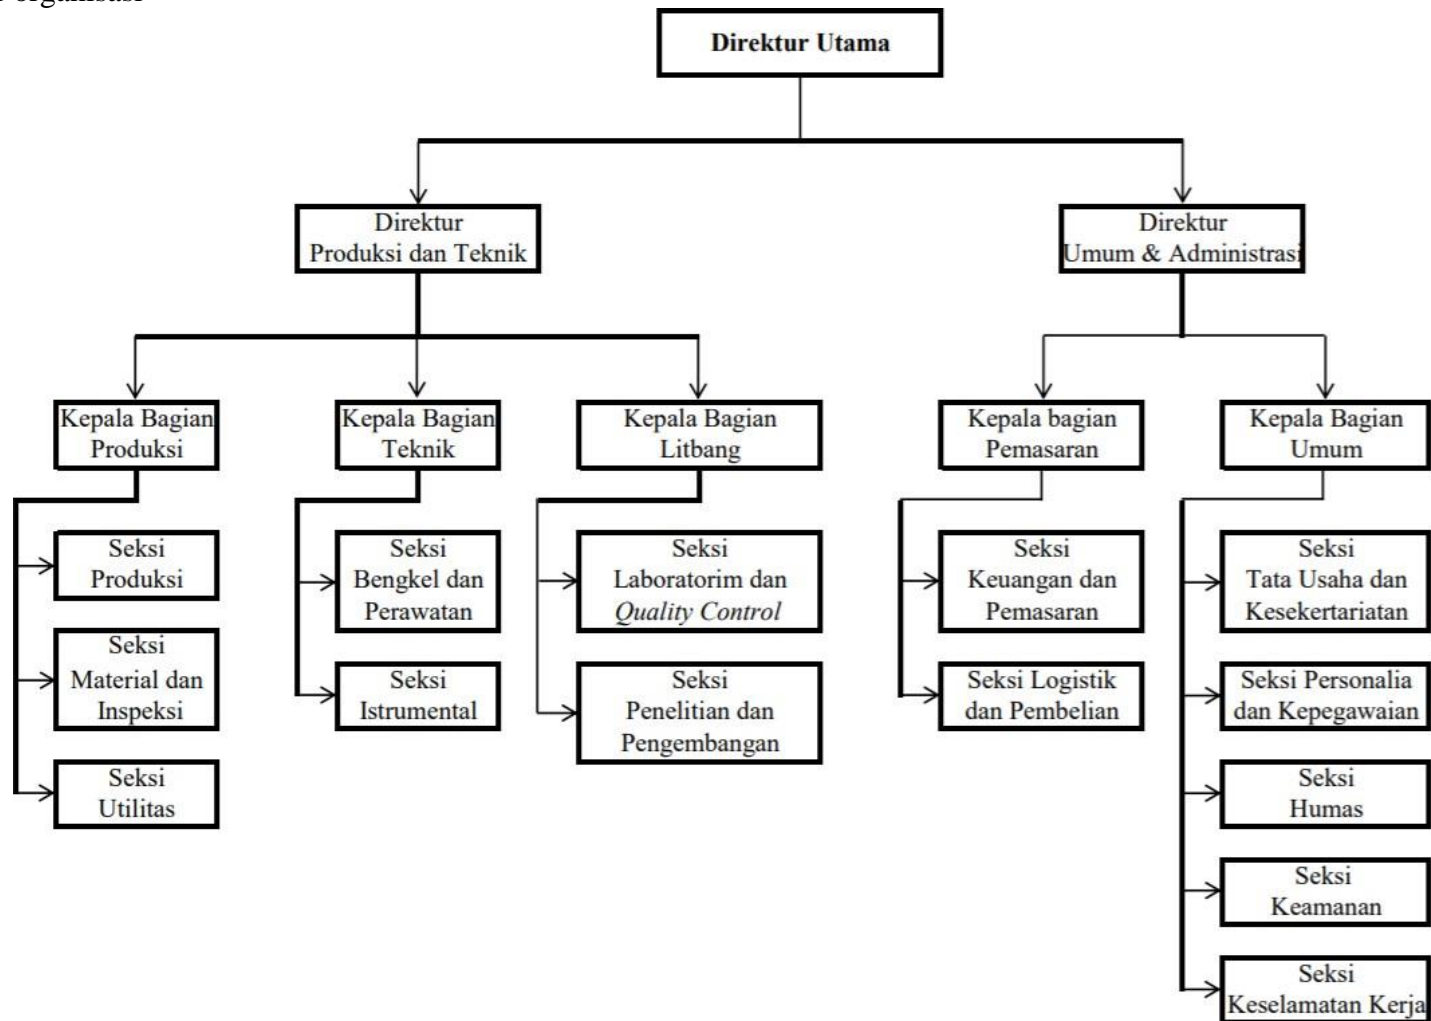 organisasi
Direktur Utama
Direktur
Produksi dan Teknik
Direktur
Umum & Administrasi
Kepala Bagian
Produksi
Kepala Bagian
Teknik
Kepala Bagian
Litbang
Kepala bagian
Pemasaran
Kepala Bagian
Umum
Seksi
Produksi
Seksi
Material dan
Inspeksi
Seksi
Utilitas
Seksi
Bengkel dan
Perawatan
Seksi
Istrumental
Seksi
Laboratorim dan
Quality Control
Seksi
Penelitian dan
Pengembangan
Seksi
Keuangan dan
Pemasaran
Seksi Logistik
dan Pembelian
Seksi
Tata Usaha dan
Kesekertariatan
Seksi Personalia
dan Kepegawaian
Seksi
Humas
Seksi
Keamanan
Seksi
Keselamatan Kerja